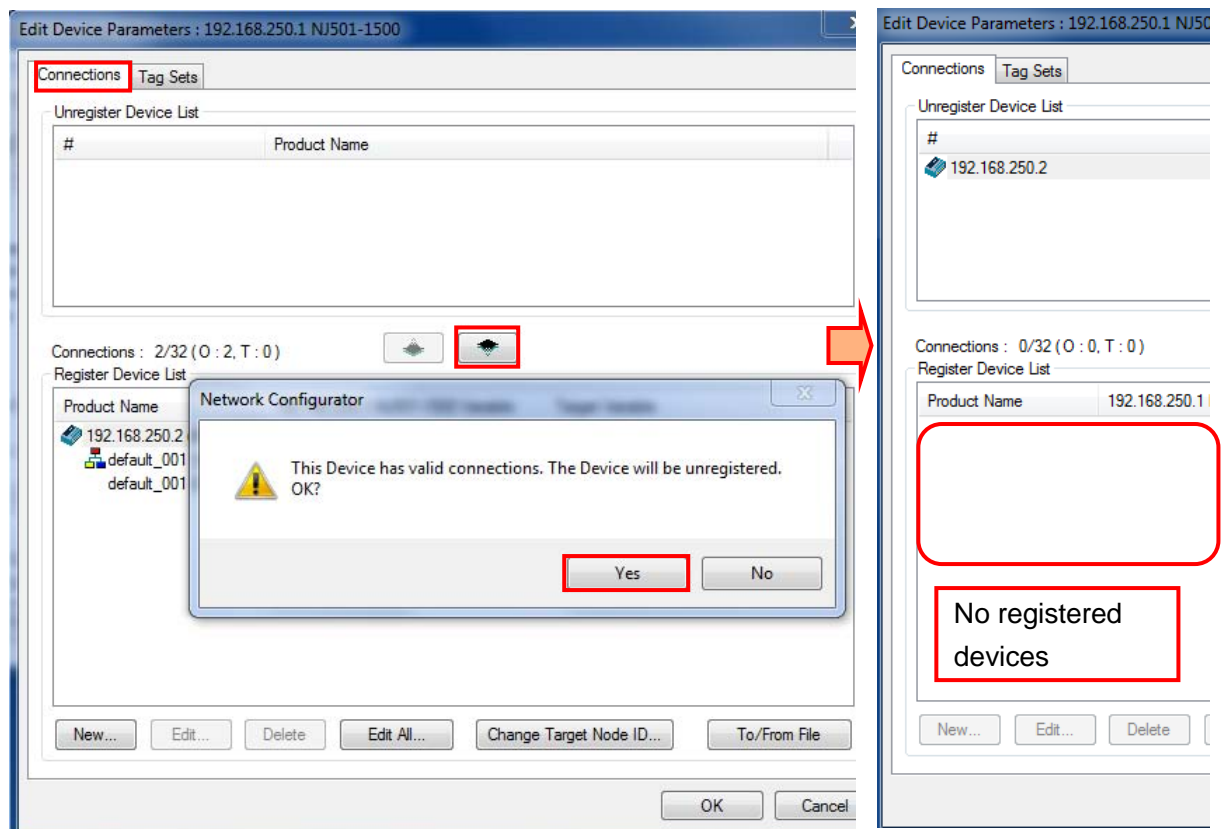 Edit Device Parameters : 192.168.250.1 NJ501-1500
Connections Tag Sets
Unregister Device List
# Product Name
Connections : 2/32 ( O : 2, T : 0 )
Register Device List
Product Name
192.168.250.2
default_001
default_001
Network Configurator
This Device has valid connections. The Device will be unregistered.
OK?
Yes No
New... Edit... Delete Edit All... Change Target Node ID... To/From File
OK Cancel
Edit Device Parameters : 192.168.250.1 NJ50
Connections Tag Sets
Unregister Device List
#
192.168.250.2
Connections : 0/32 ( O : 0, T : 0 )
Register Device List
Product Name 192.168.250.1
No registered
devices
New... Edit... Delete